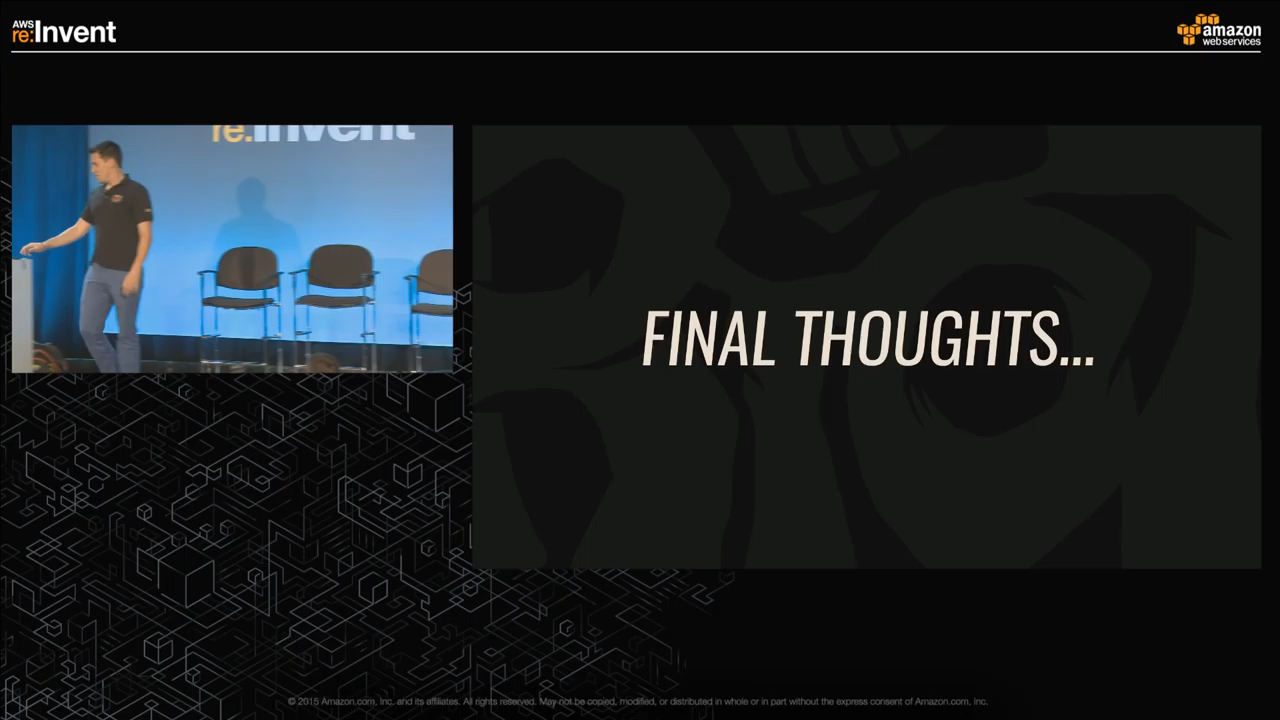 AWS
re:Invent
amazon
webservices
re:Invent
FINAL THOUGHTS...
© 2015 Amazon.com, Inc. and its affiliates. All rights reserved. May not be copied, modified, or distributed in whole or in part without the express consent of Amazon.com, Inc.